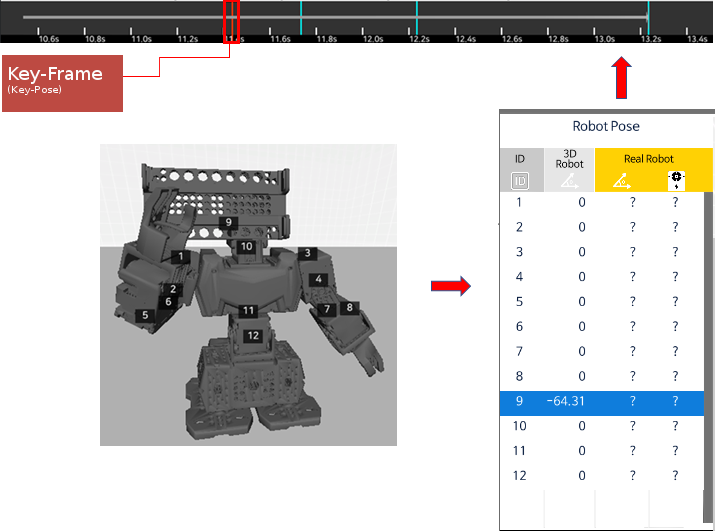 10.6s 10.8s 11.0s 11.2s 11.4s 11.6s 11.8s 12.0s 12.2s 12.4s 12.6s 12.8s 13.0s 13.2s 13.4s
Key-Frame
(Key-Pose)
Robot Pose
ID 3D Robot Real Robot
ID
1 0 ? ?
2 0 ? ?
3 0 ? ?
4 0 ? ?
5 0 ? ?
6 0 ? ?
7 0 ? ?
8 0 ? ?
9 -64.31 ? ?
10 0 ? ?
11 0 ? ?
12 0 ? ?
9
10
3
1
4
2
6
5
7 8
11
12